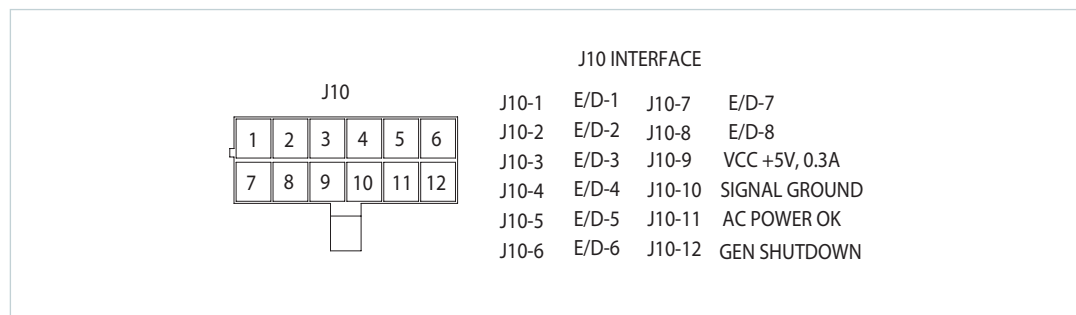 J10 INTERFACE
J10
1 2 3 4 5 6
7 8 9 10 11 12
J10-1 E/D-1 J10-7 E/D-7
J10-2 E/D-2 J10-8 E/D-8
J10-3 E/D-3 J10-9 VCC +5V, 0.3A
J10-4 E/D-4 J10-10 SIGNAL GROUND
J10-5 E/D-5 J10-11 AC POWER OK
J10-6 E/D-6 J10-12 GEN SHUTDOWN